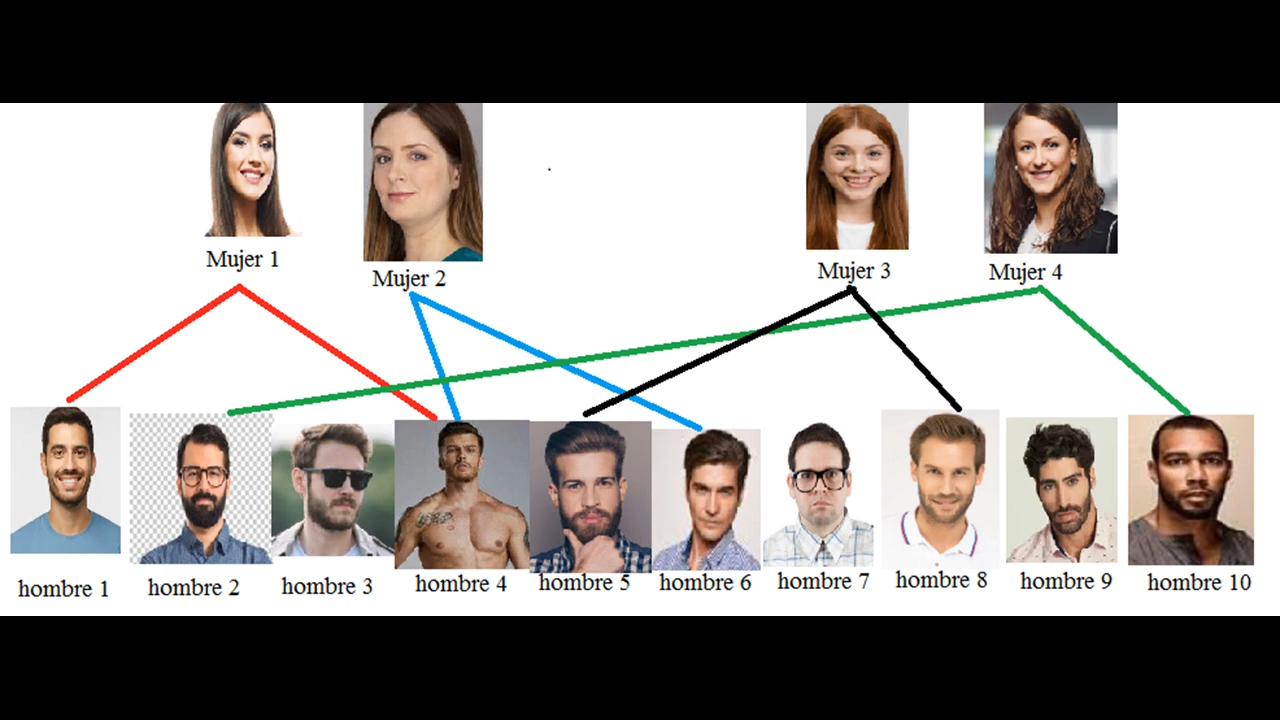 Mujer 1
Mujer 2
Mujer 3
Mujer 4
hombre 1
hombre 2
hombre 3
hombre 4
hombre 5
hombre 6
hombre 7
hombre 8
hombre 9
hombre 10